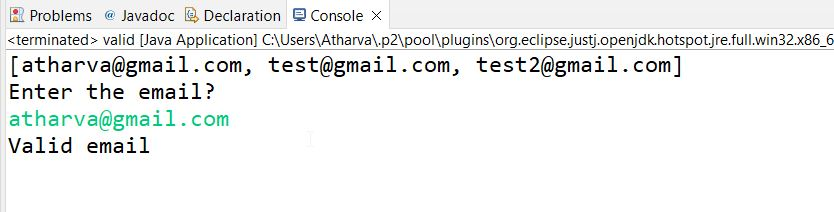 Problems @ Javadoc Declaration Console
<terminated> valid [Java Application] C:\Users\Atharva\.p2\pool\plugins\org.eclipse.justj.openjdk.hotspot.jre.full.win32.x86_6
[atharva@gmail.com, test@gmail.com, test2@gmail.com]
Enter the email?
atharva@gmail.com
Valid email